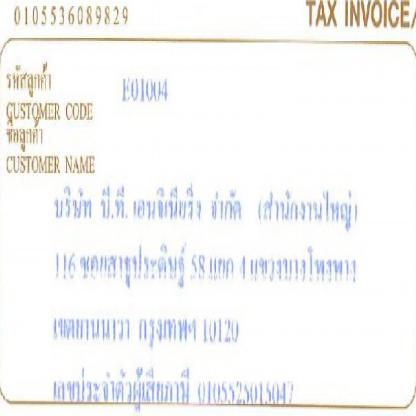 0105536089829 TAX INVOICE/
รหัสลูกค้า E01004
CUSTOMER CODE
ชื่อลูกค้า
CUSTOMER NAME
บริษัท บี.ที. เอนจิเนียริ่ง จำกัด (สำนักงานใหญ่)
116 ซอยสาธุประดิษฐ์ 58 แยก 4 แขวงบางโพงพาง
เขตยานนาวา กรุงเทพฯ 10120
เลขประจำตัวผู้เสียภาษี 0105525015047